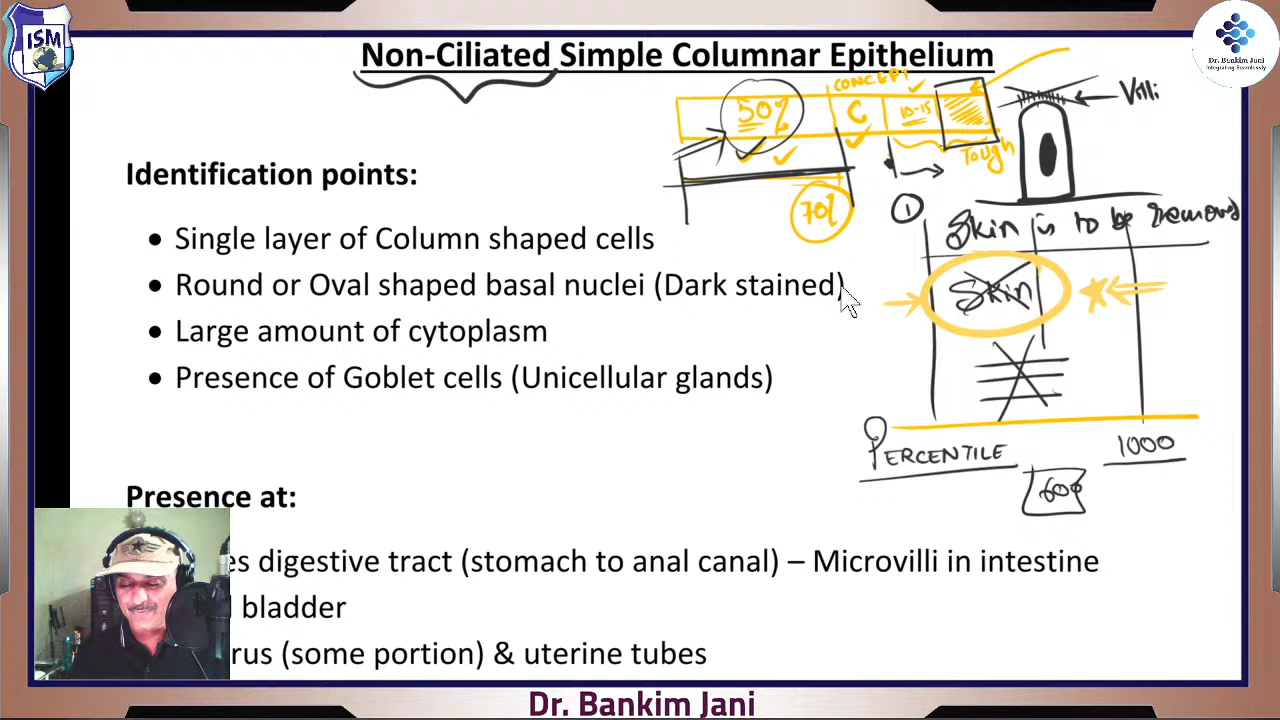 ISM
Non-Ciliated Simple Columnar Epithelium
Dr. Bankim Jani
Integrating Seamlessly
CONCEPT
50% C 10-15
Tough
70%
Villi
Identification points:
• Single layer of Column shaped cells
• Round or Oval shaped basal nuclei (Dark stained)
• Large amount of cytoplasm
• Presence of Goblet cells (Unicellular glands)
① Skin is to be removed
Skin
PERCENTILE
1000
Presence at:
es digestive tract (stomach to anal canal) – Microvilli in intestine
bladder
rus (some portion) & uterine tubes
Dr. Bankim Jani